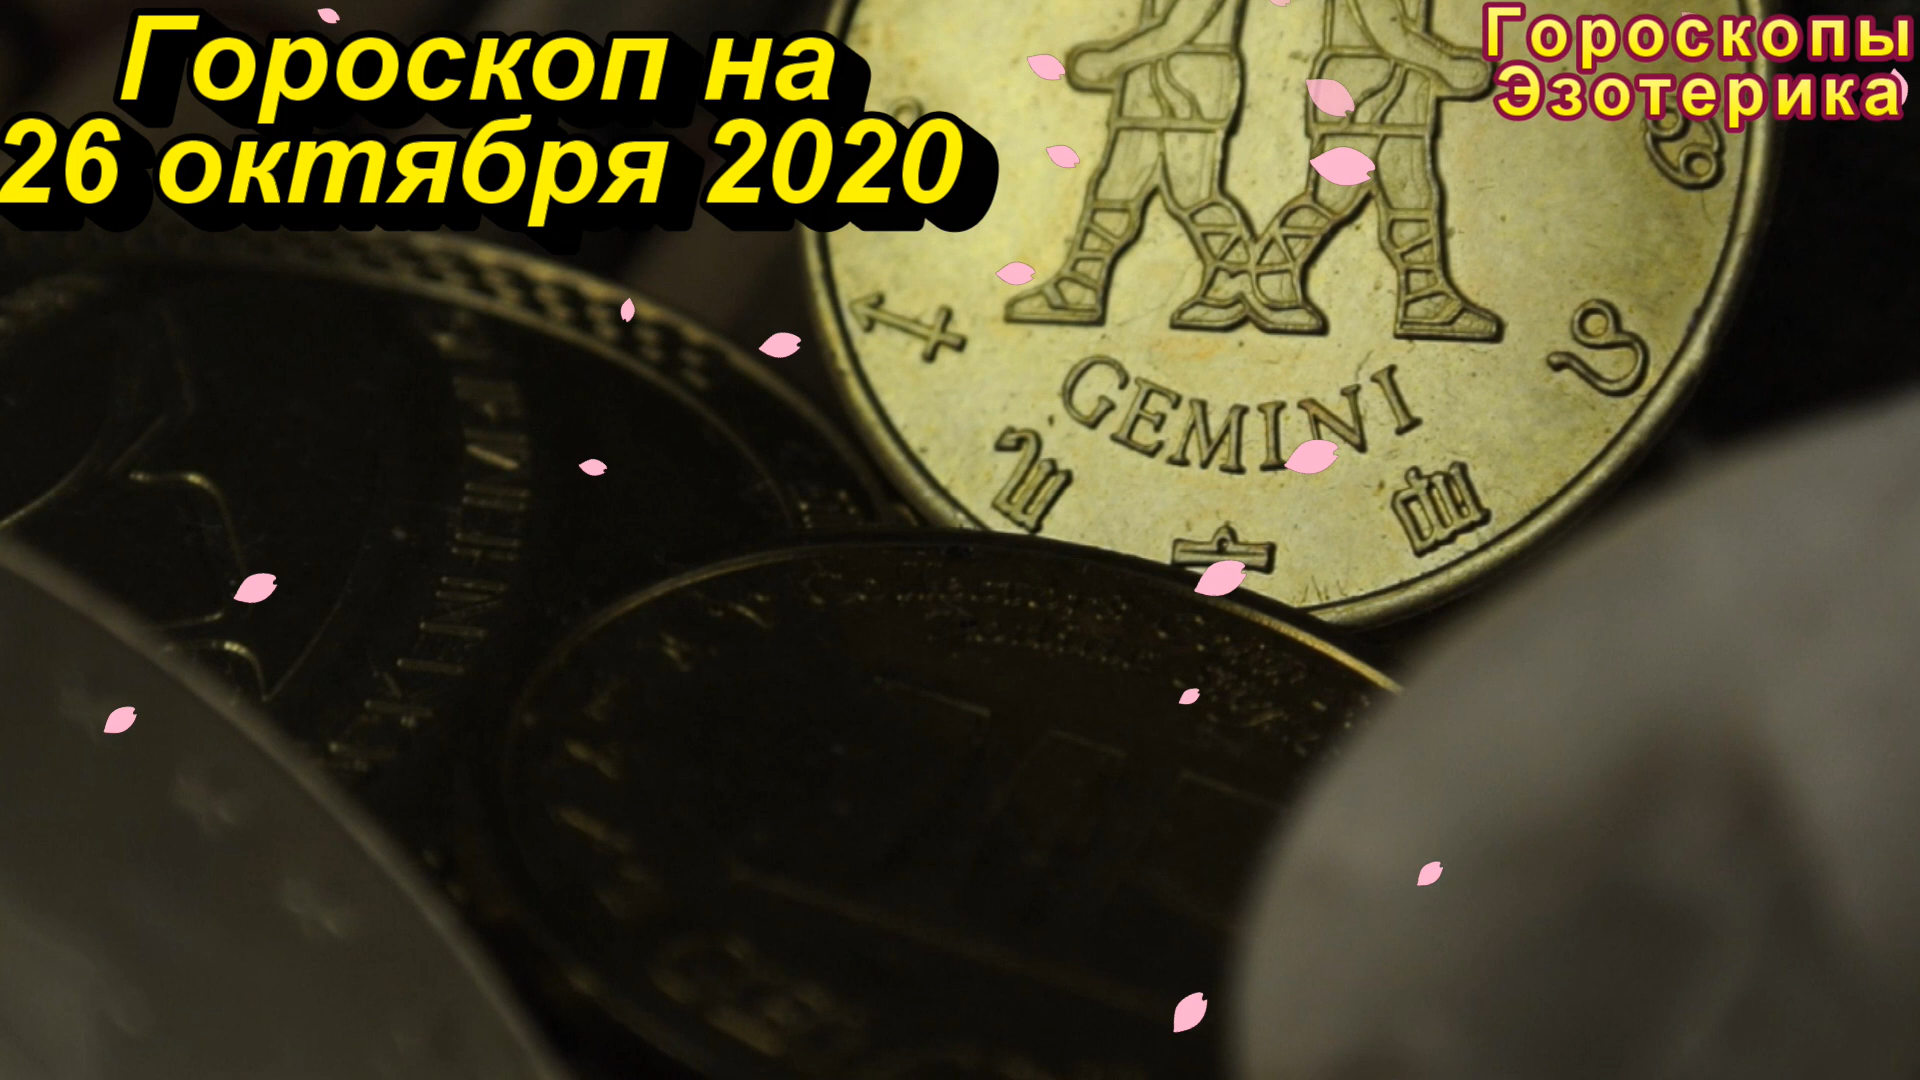 Гороскоп на
26 октября 2020
Гороскопы
Эзотерика
GEMINI